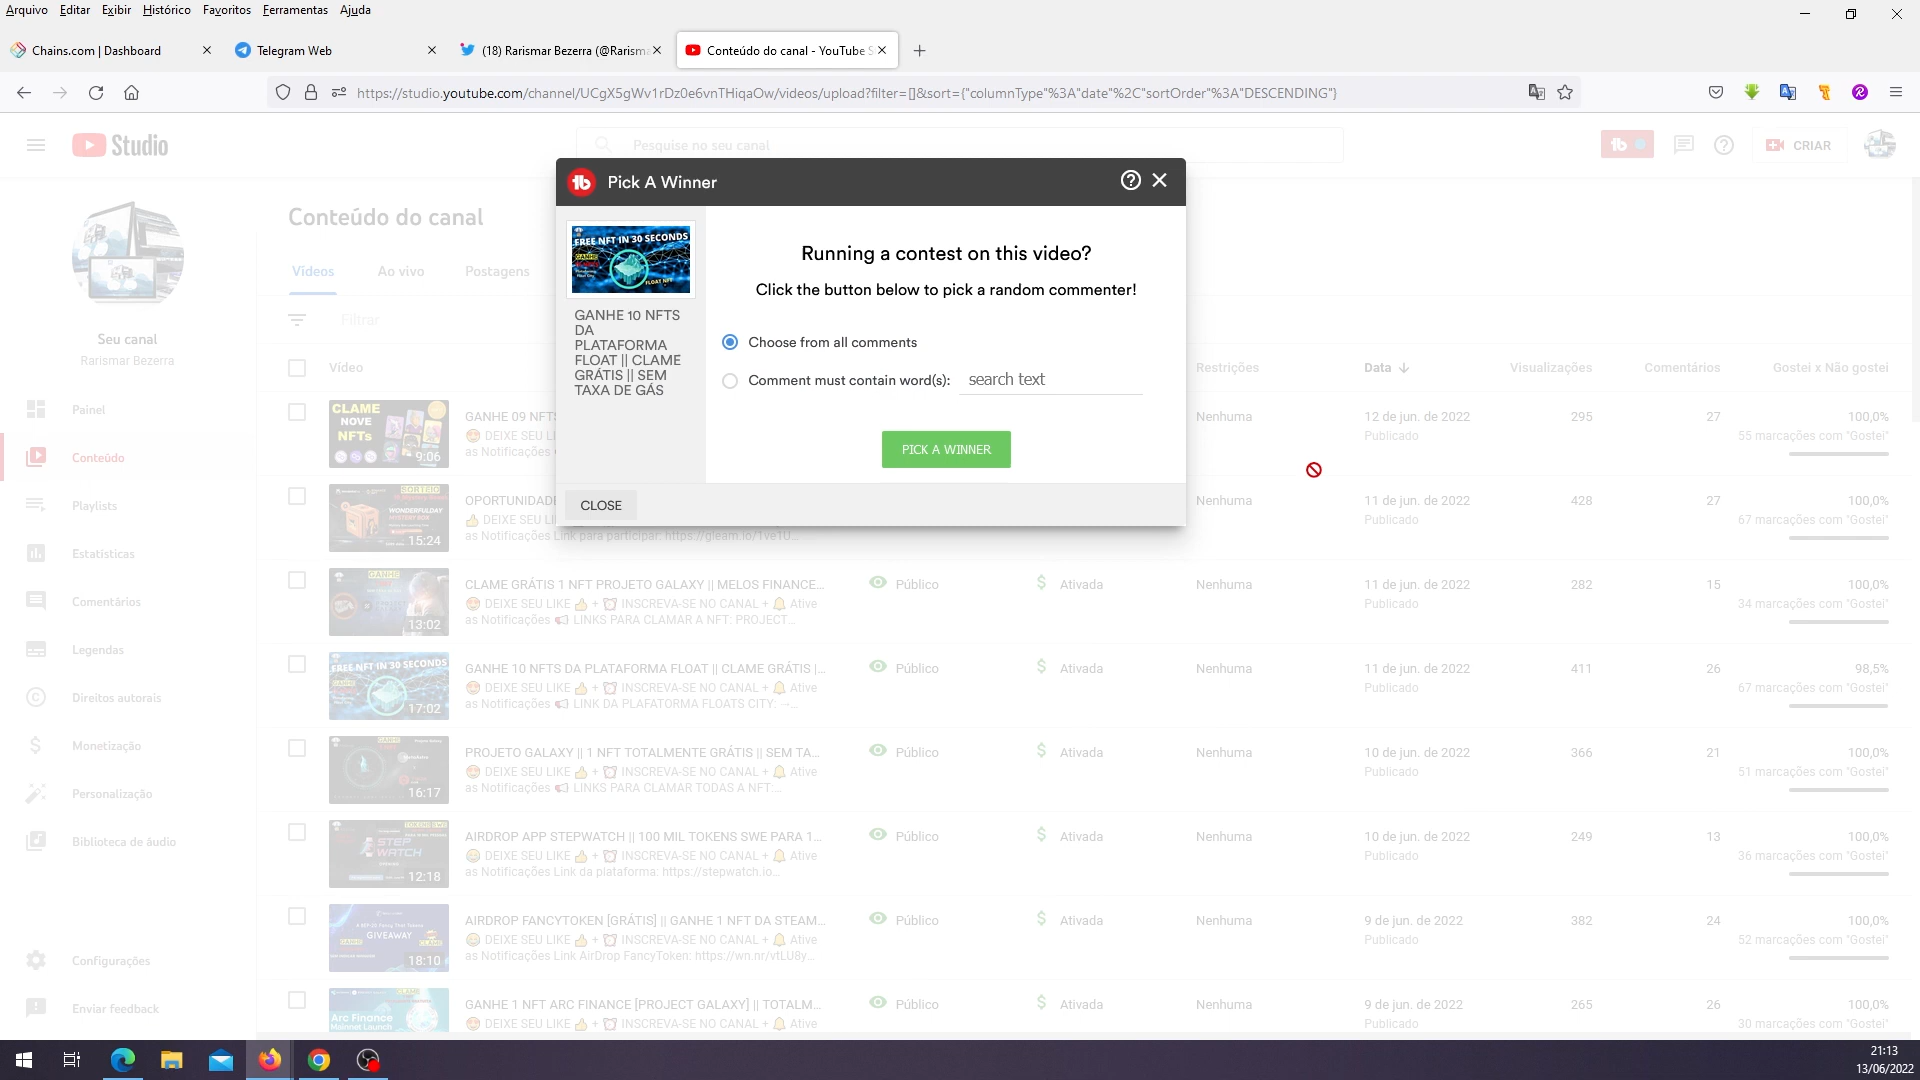 Arquivo Editar Exibir Histórico Favoritos Ferramentas Ajuda
Chains.com | Dashboard
Telegram Web
(18) Rarismar Bezerra (@Rarisma
Conteúdo do canal - YouTube S
https://studio.youtube.com/channel/UCgX5gWv1rDz0e6vnTHiqaOw/videos/upload?filter=[]&sort={"columnType"%3A"date"%2C"sortOrder"%3A"DESCENDING"}
Studio
Pesquise no seu canal
CRIAR
Pick A Winner
FREE NFT IN 30 SECONDS
GANHE 10 NFTS
DA
PLATAFORMA
FLOAT || CLAME
GRÁTIS || SEM
TAXA DE GÁS
Running a contest on this video?
Click the button below to pick a random commenter!
Choose from all comments
Comment must contain word(s): search text
PICK A WINNER
CLOSE
Seu canal
Rarismar Bezerra
Painel
Conteúdo
Playlists
Estatísticas
Comentários
Legendas
Direitos autorais
Monetização
Personalização
Biblioteca de áudio
Configurações
Enviar feedback
Conteúdo do canal
Vídeos Ao vivo Postagens
Filtrar
Vídeo Restrições Data Visualizações Comentários Gostei x Não gostei
CLAME NOVE NFTs 9:06
GANHE 09 NFTS Nenhuma 12 de jun. de 2022 295 27 100,0%
DEIXE SEU LI Publicado 55 marcações com "Gostei"
as Notificações
15:24
OPORTUNIDADE Nenhuma 11 de jun. de 2022 428 27 100,0%
DEIXE SEU LI Publicado 67 marcações com "Gostei"
as Notificações Link para participar: https://gleam.io/1ve1U...
13:02
CLAME GRÁTIS 1 NFT PROJETO GALAXY || MELOS FINANCE... Público Ativada Nenhuma 11 de jun. de 2022 282 15 100,0%
DEIXE SEU LIKE + INSCREVA-SE NO CANAL + Ative Publicado 34 marcações com "Gostei"
as Notificações LINKS PARA CLAMAR A NFT: PROJECT...
FREE NFT IN 30 SECONDS 17:02
GANHE 10 NFTS DA PLATAFORMA FLOAT || CLAME GRÁTIS |... Público Ativada Nenhuma 11 de jun. de 2022 411 26 98,5%
DEIXE SEU LIKE + INSCREVA-SE NO CANAL + Ative Publicado 67 marcações com "Gostei"
as Notificações LINK DA PLAFATORMA FLOATS CITY: --...
16:17
PROJETO GALAXY || 1 NFT TOTALMENTE GRÁTIS || SEM TA... Público Ativada Nenhuma 10 de jun. de 2022 366 21 100,0%
DEIXE SEU LIKE + INSCREVA-SE NO CANAL + Ative Publicado 51 marcações com "Gostei"
as Notificações LINKS PARA CLAMAR TODAS A NFT:...
STEP WATCH 12:18
AIRDROP APP STEPWATCH || 100 MIL TOKENS SWE PARA 1... Público Ativada Nenhuma 10 de jun. de 2022 249 13 100,0%
DEIXE SEU LIKE + INSCREVA-SE NO CANAL + Ative Publicado 36 marcações com "Gostei"
as Notificações Link da plataforma: https://stepwatch.io...
GIVEAWAY 18:10
AIRDROP FANCYTOKEN [GRÁTIS] || GANHE 1 NFT DA STEAM... Público Ativada Nenhuma 9 de jun. de 2022 382 24 100,0%
DEIXE SEU LIKE + INSCREVA-SE NO CANAL + Ative Publicado 52 marcações com "Gostei"
as Notificações Link AirDrop FancyToken: https://wn.nr/vtLU8y...
Arc Finance
Mainnet Launch
GANHE 1 NFT ARC FINANCE [PROJECT GALAXY] || TOTALM... Público Ativada Nenhuma 9 de jun. de 2022 265 26 100,0%
DEIXE SEU LIKE + INSCREVA-SE NO CANAL + Ative Publicado 30 marcações com "Gostei"
21:13
13/06/2022